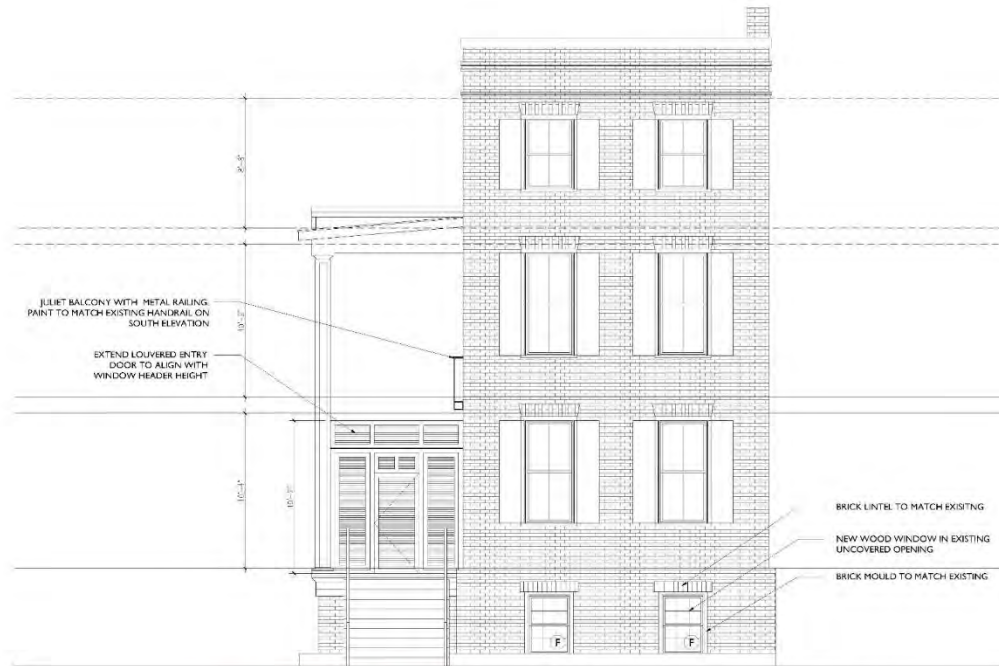 JULIET BALCONY WITH METAL RAILING.
PAINT TO MATCH EXISTING HANDRAIL ON
SOUTH ELEVATION
EXTEND LOUVERED ENTRY
DOOR TO ALIGN WITH
WINDOW HEADER HEIGHT
BRICK LINTEL TO MATCH EXISITNG
NEW WOOD WINDOW IN EXISTING
UNCOVERED OPENING
BRICK MOULD TO MATCH EXISTING
F
F